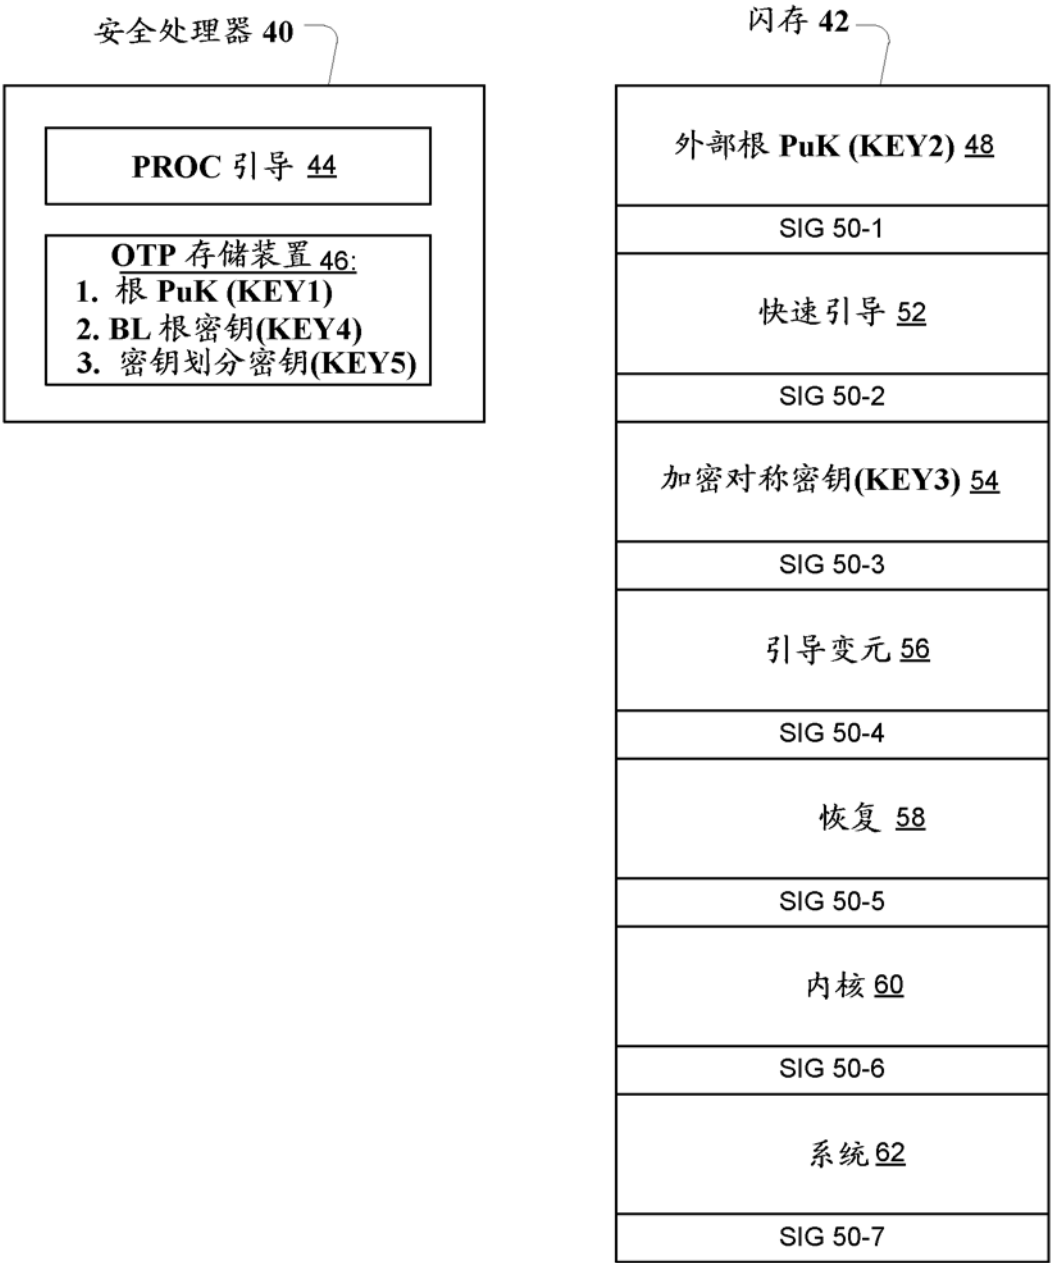 安全处理器 40
PROC 引导 44
OTP 存储装置 46:
1. 根 PuK (KEY1)
2. BL 根密钥(KEY4)
3. 密钥划分密钥(KEY5)
闪存 42
外部根 PuK (KEY2) 48
SIG 50-1
快速引导 52
SIG 50-2
加密对称密钥(KEY3) 54
SIG 50-3
引导变元 56
SIG 50-4
恢复 58
SIG 50-5
内核 60
SIG 50-6
系统 62
SIG 50-7